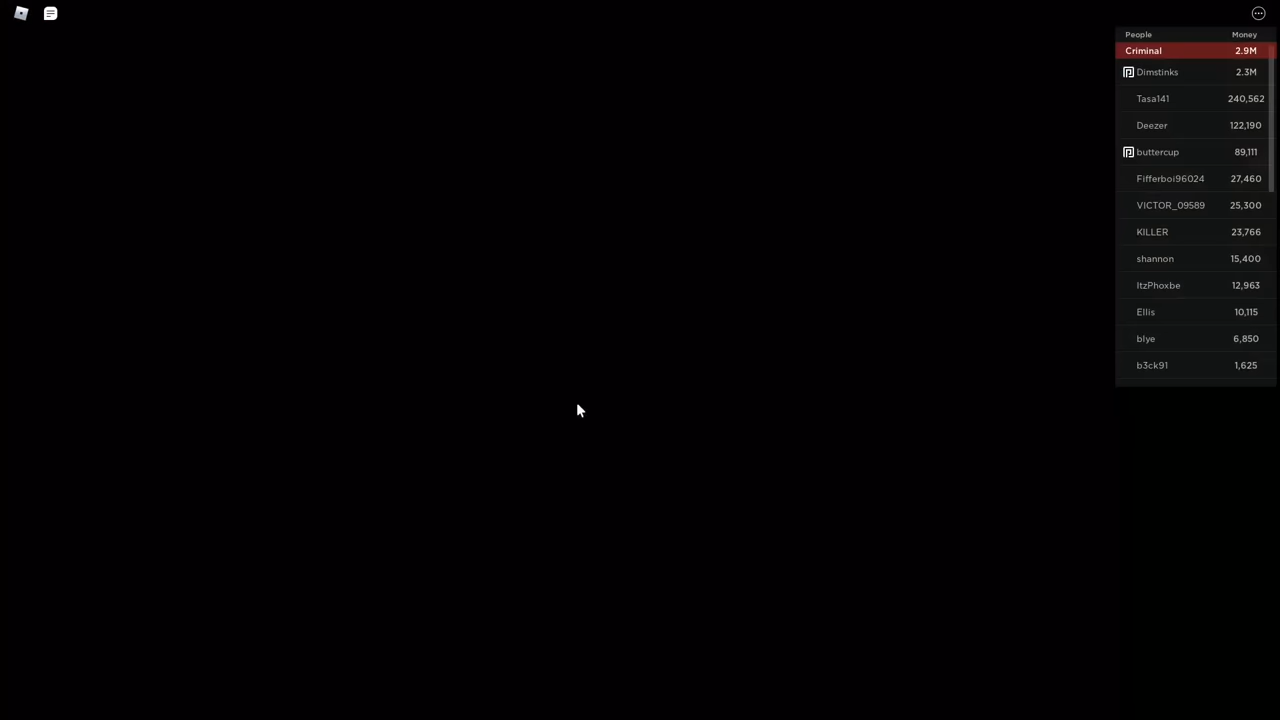 People Money
Criminal 2.9M
Dimstinks 2.3M
Tasa141 240,562
Deezer 122,190
buttercup 89,111
Fifferboi96024 27,460
VICTOR_09589 25,300
KILLER 23,766
shannon 15,400
ItzPhoxbe 12,963
Ellis 10,115
blye 6,850
b3ck91 1,625